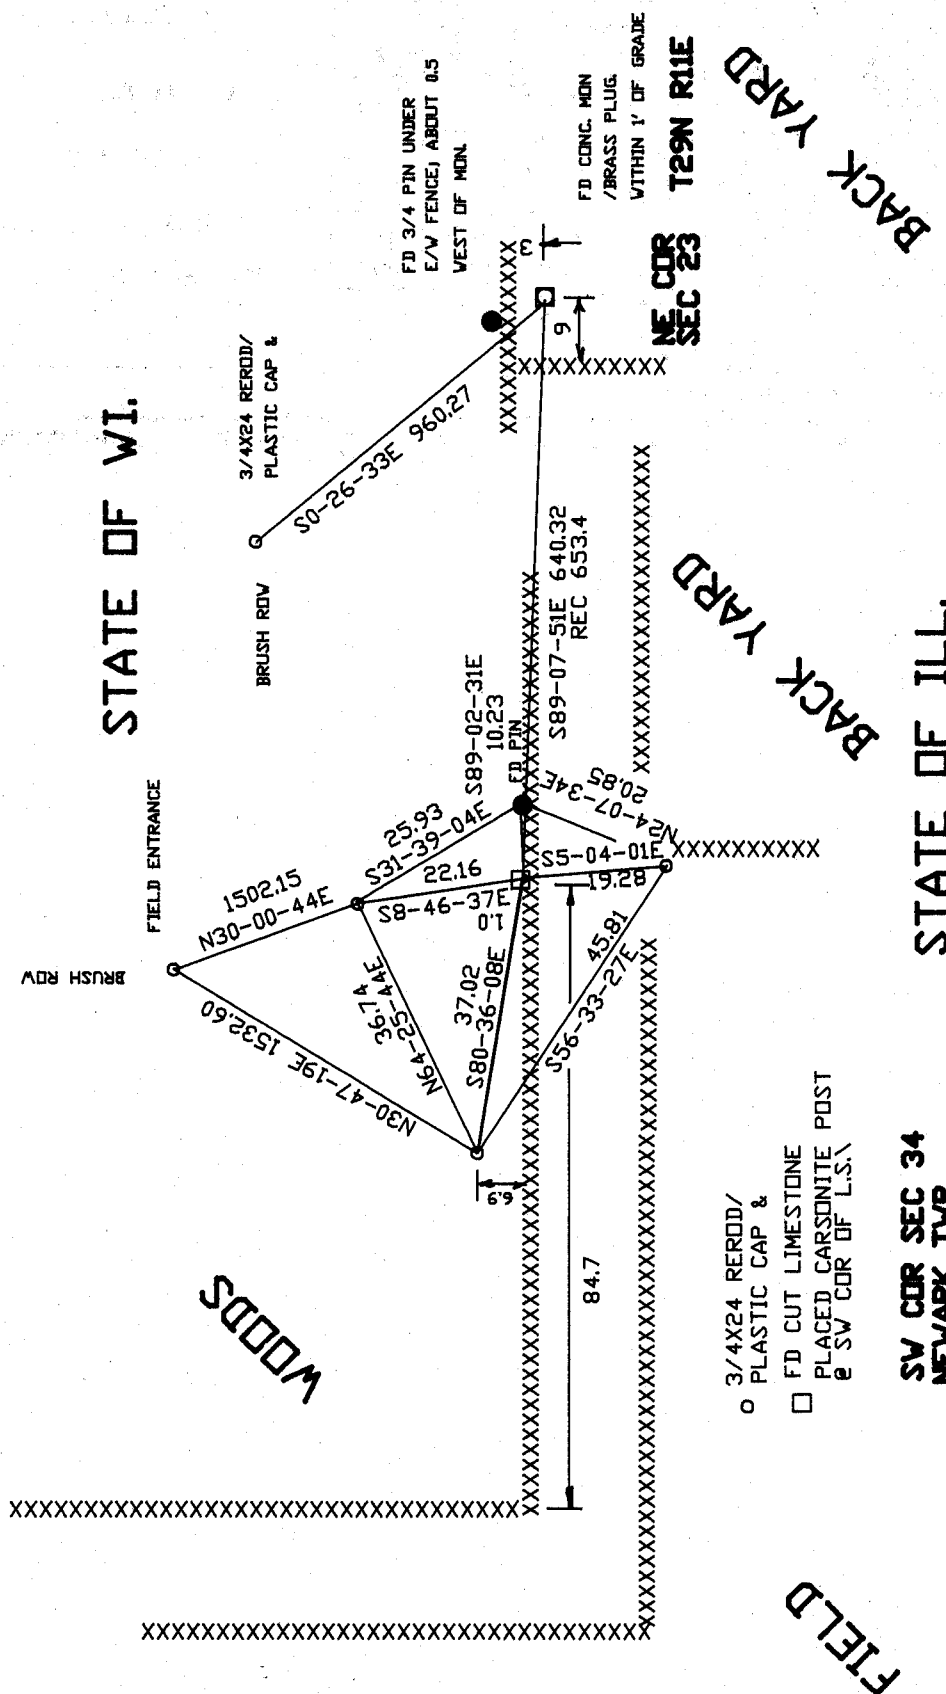 STATE OF WI.
FIELD ENTRANCE
BRUSH ROW
BRUSH ROW
3/4X24 REROD/
PLASTIC CAP &
FD 3/4 PIN UNDER
E/W FENCE, ABOUT 0.5
WEST OF MON.
FD CONC. MON
/BRASS PLUG.
WITHIN 1' OF GRADE
NE COR T29N R11E
SEC 23
S0-26-33E 960.27
3
9
1502.15
N30-00-44E
N30-47-19E 1532.60
25.93
S31-39-04E
22.16
S8-46-37E
1.0
36.74
N64-25-44E
37.02
S80-36-08E
S89-02-31E
10.23
FD PIN
S89-07-51E 640.32
REC 653.4
N24-07-34E
20.85
S5-04-01E
19.28
45.81
S56-33-27E
6.9
84.7
WOODS
BACK YARD
BACK YARD
FIELD
3/4X24 REROD/
PLASTIC CAP &
FD CUT LIMESTONE
PLACED CARSONITE POST
@ SW COR OF L.S.\
STATE OF ILL.
SW COR SEC 34
NEWARK TWP